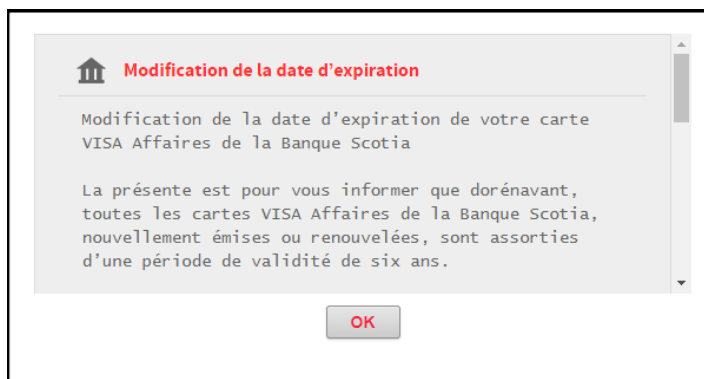 Modification de la date d’expiration
Modification de la date d’expiration de votre carte
VISA Affaires de la Banque Scotia
La présente est pour vous informer que dorénavant,
toutes les cartes VISA Affaires de la Banque Scotia,
nouvellement émises ou renouvelées, sont assorties
d’une période de validité de six ans.
OK